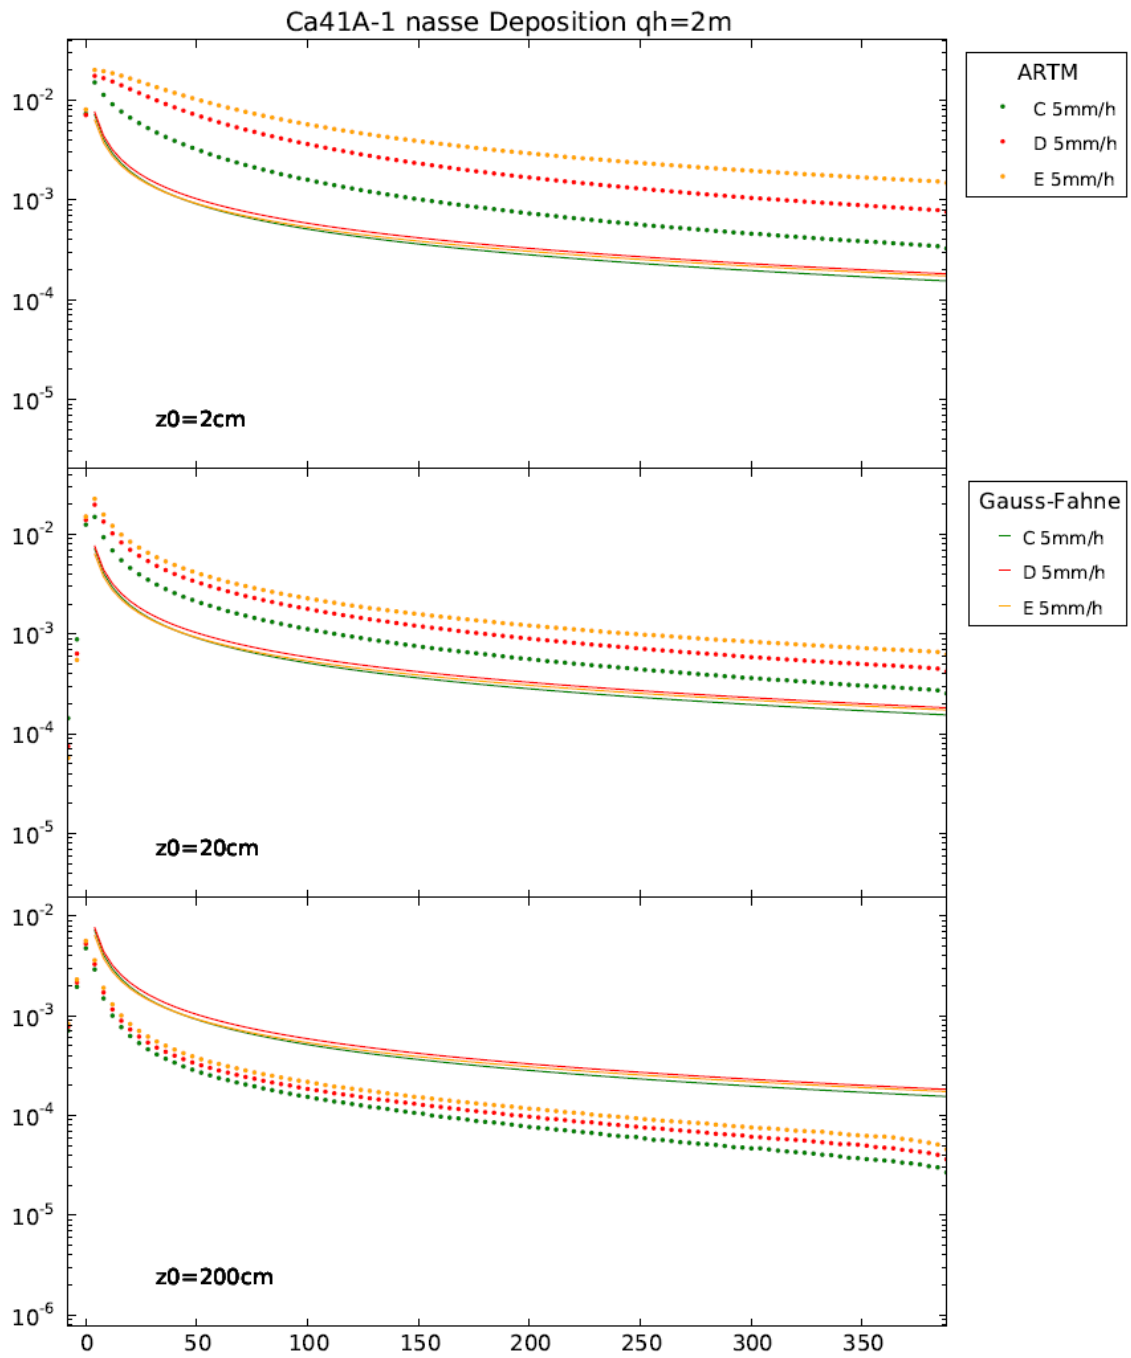 Ca41A-1 nasse Deposition qh=2m
ARTM
C 5mm/h
D 5mm/h
E 5mm/h
10^-2
10^-3
10^-4
10^-5
z0=2cm
Gauss-Fahne
C 5mm/h
D 5mm/h
E 5mm/h
10^-2
10^-3
10^-4
10^-5
z0=20cm
10^-2
10^-3
10^-4
10^-5
10^-6
z0=200cm
0 50 100 150 200 250 300 350